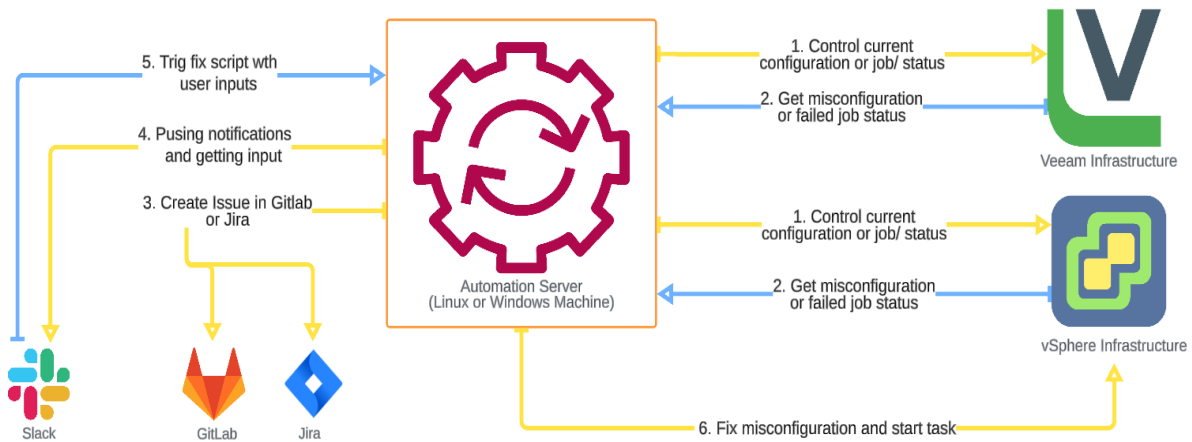 5. Trig fix script wth
user inputs
4. Pusing notifications
and getting input
3. Create Issue in Gitlab
or Jira
Automation Server
(Linux or Windows Machine)
1. Control current
configuration or job/ status
2. Get misconfiguration
or failed job status
Veeam Infrastructure
1. Control current
configuration or job/ status
2. Get misconfiguration
or failed job status
vSphere Infrastructure
6. Fix misconfiguration and start task
Slack
GitLab
Jira